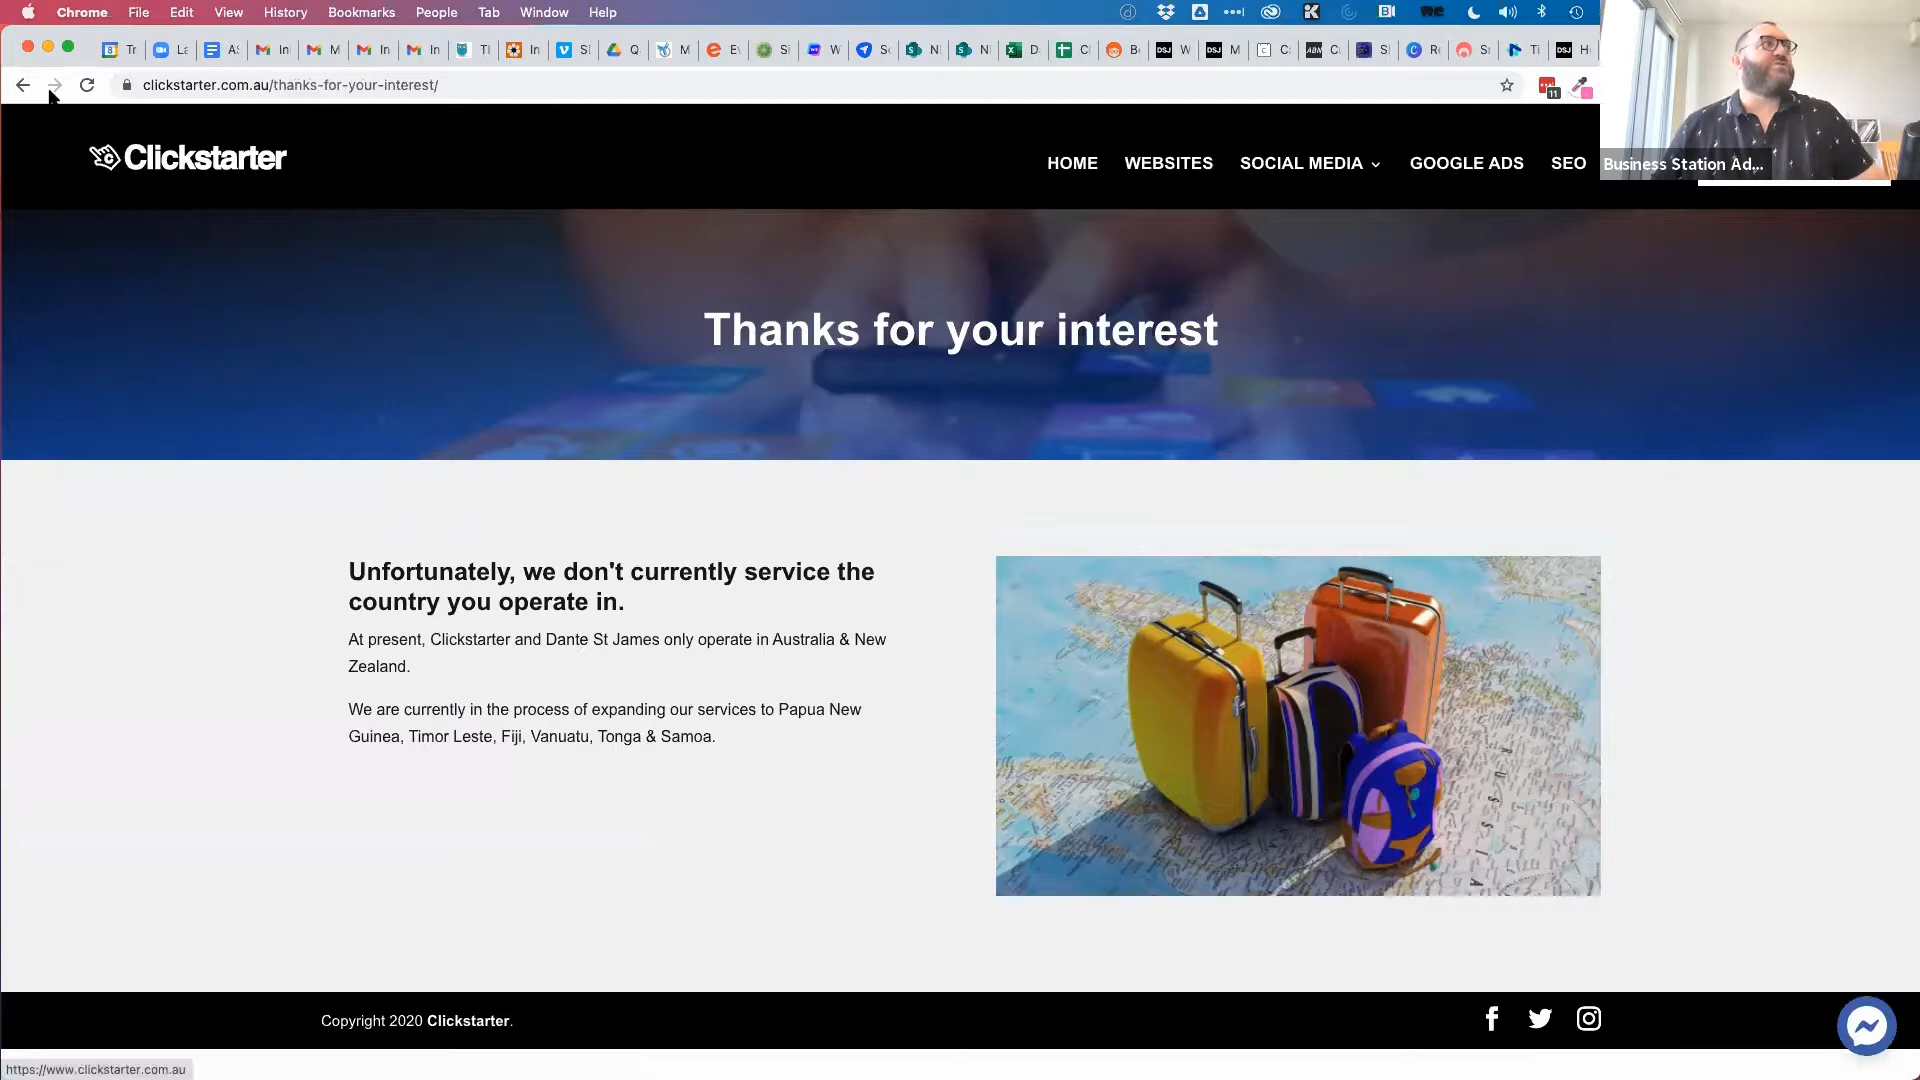 Chrome File Edit View History Bookmarks People Tab Window Help
clickstarter.com.au/thanks-for-your-interest/
11
Clickstarter
HOME WEBSITES SOCIAL MEDIA GOOGLE ADS SEO
Business Station Ad...
Thanks for your interest
Unfortunately, we don't currently service the
country you operate in.
At present, Clickstarter and Dante St James only operate in Australia & New
Zealand.
We are currently in the process of expanding our services to Papua New
Guinea, Timor Leste, Fiji, Vanuatu, Tonga & Samoa.
Copyright 2020 Clickstarter.
https://www.clickstarter.com.au